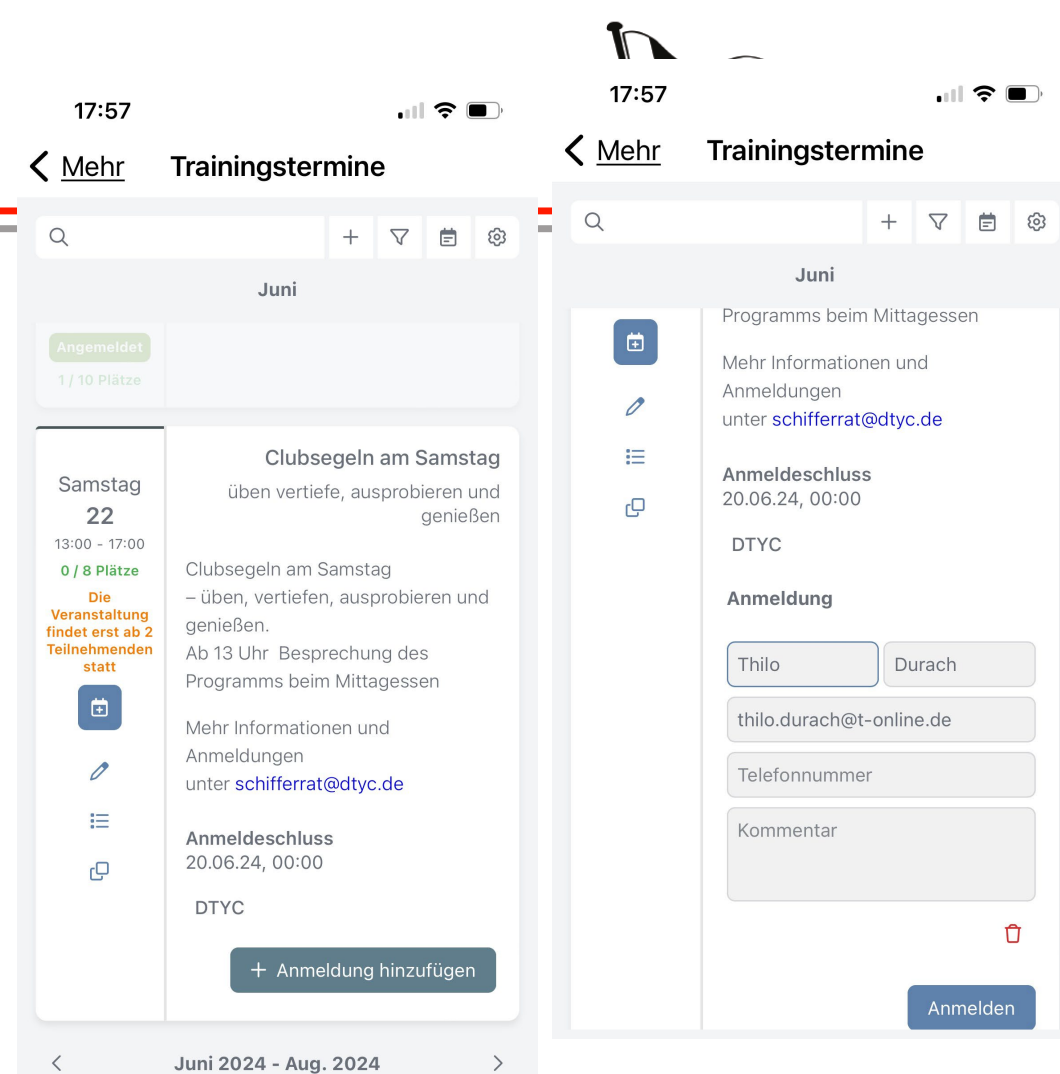 17:57
Mehr
Trainingstermine
Juni
Angemeldet
1 / 10 Plätze
Samstag
22
13:00 - 17:00
0 / 8 Plätze
Die
Veranstaltung
findet erst ab 2
Teilnehmenden
statt
Clubsegeln am Samstag
üben vertiefe, ausprobieren und
genießen
Clubsegeln am Samstag
– üben, vertiefen, ausprobieren und
genießen.
Ab 13 Uhr  Besprechung des
Programms beim Mittagessen
Mehr Informationen und
Anmeldungen
unter schifferrat@dtyc.de
Anmeldeschluss
20.06.24, 00:00
DTYC
+ Anmeldung hinzufügen
Juni 2024 - Aug. 2024
17:57
Mehr
Trainingstermine
Juni
Programms beim Mittagessen
Mehr Informationen und
Anmeldungen
unter schifferrat@dtyc.de
Anmeldeschluss
20.06.24, 00:00
DTYC
Anmeldung
Thilo
Durach
thilo.durach@t-online.de
Telefonnummer
Kommentar
Anmelden